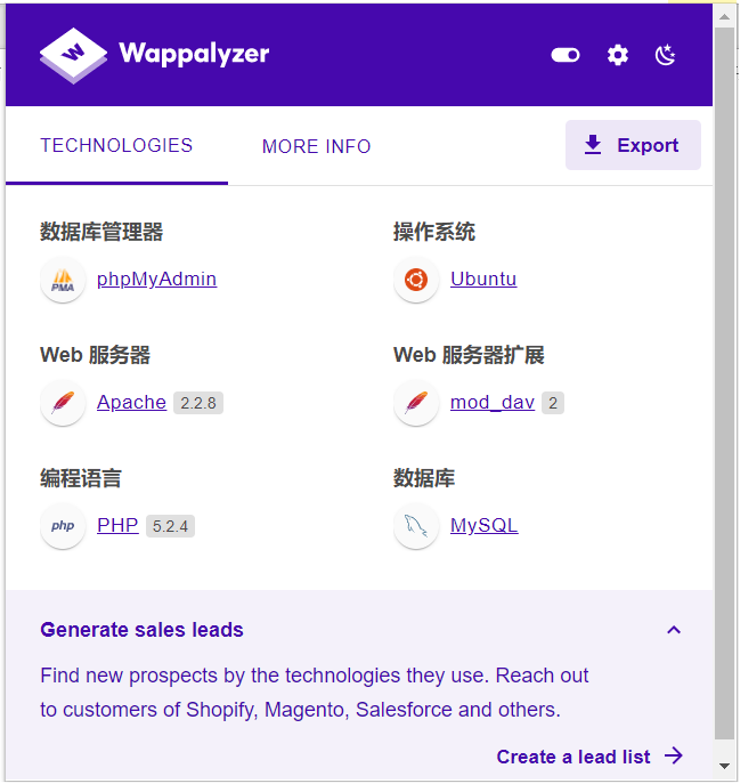 Wappalyzer
TECHNOLOGIES
MORE INFO
Export
数据库管理器
操作系统
PMA
phpMyAdmin
Ubuntu
Web 服务器
Web 服务器扩展
Apache 2.2.8
mod_dav 2
编程语言
数据库
php
PHP 5.2.4
MySQL
Generate sales leads
Find new prospects by the technologies they use. Reach out
to customers of Shopify, Magento, Salesforce and others.
Create a lead list